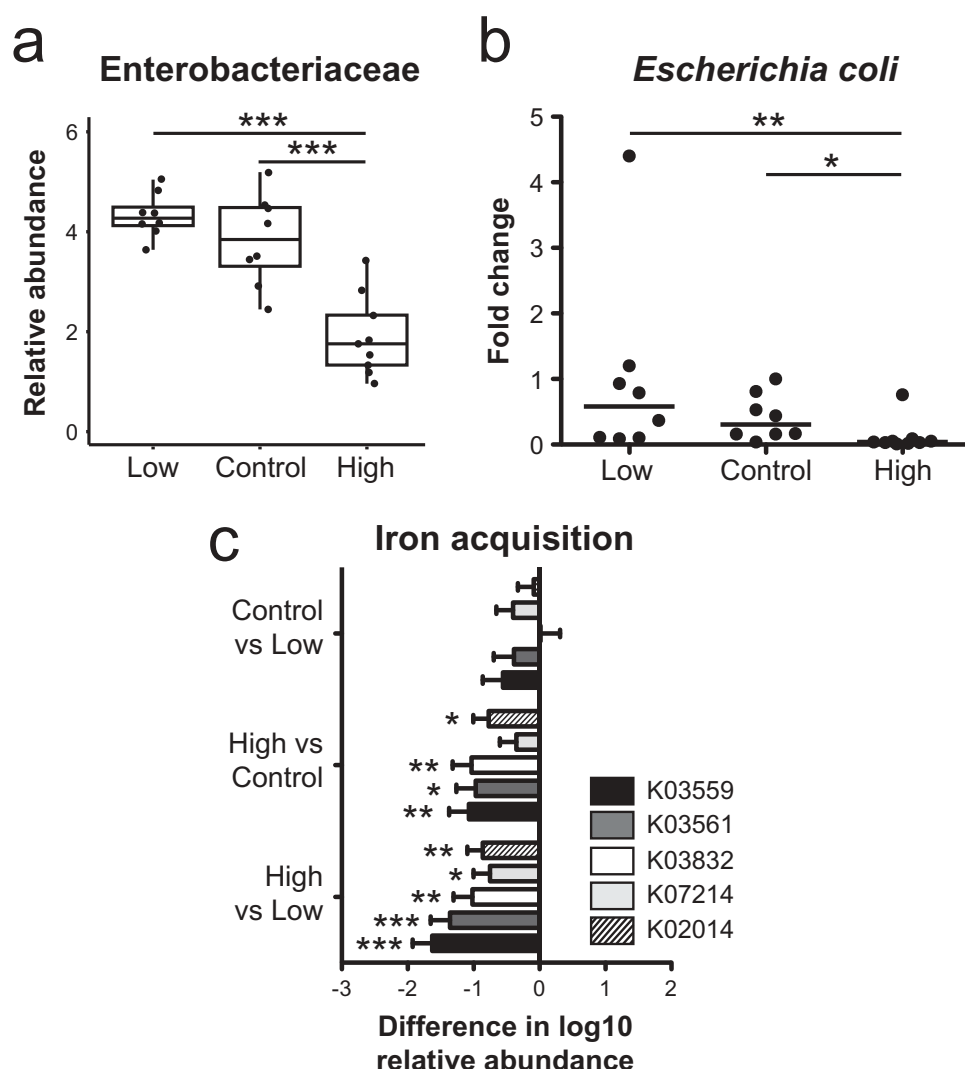 a
Enterobacteriaceae
Relative abundance
6
4
2
0
***
***
Low
Control
High
b
Escherichia coli
Fold change
5
4
3
2
1
0
**
*
Low
Control
High
c
Iron acquisition
Control
vs Low
High vs
Control
*
**
*
**
High
vs Low
**
*
**
***
***
K03559
K03561
K03832
K07214
K02014
-3
-2
-1
0
1
2
Difference in log10
relative abundance